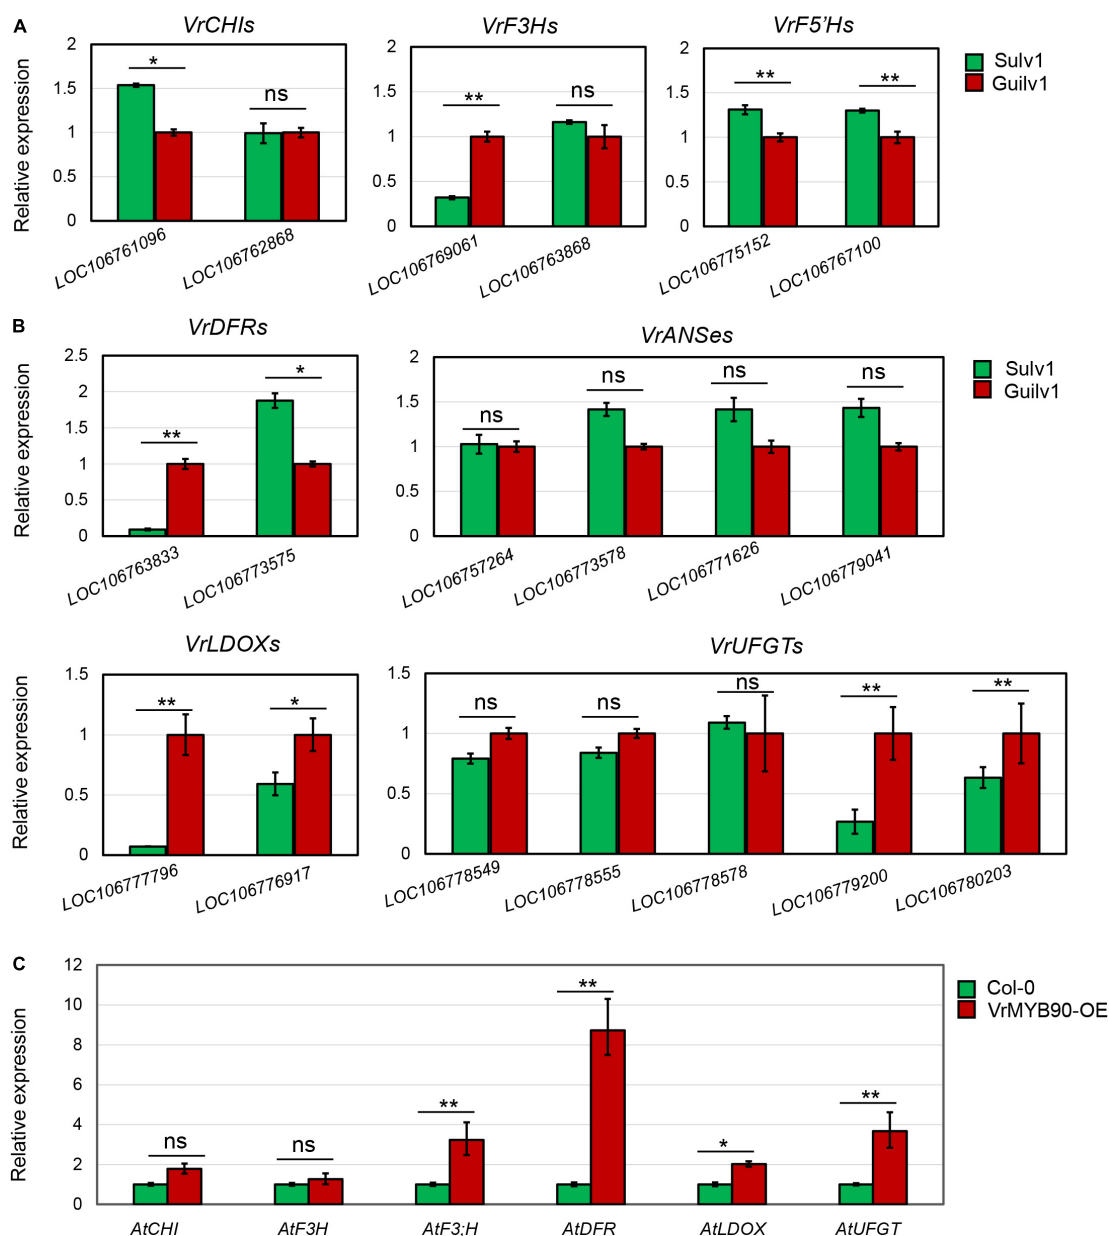 A
VrCHIs
VrF3Hs
VrF5'Hs
Relative expression
2
1.5
1
0.5
0
*
ns
LOC106761096
LOC106762868
2
1.5
1
0.5
0
**
ns
LOC106769061
LOC106763868
2
1.5
1
0.5
0
**
**
LOC106775152
LOC106767100
Sulv1
Guilv1
B
VrDFRs
VrANSes
Relative expression
2.5
2
1.5
1
0.5
0
**
*
LOC106763833
LOC106773575
2
1.5
1
0.5
0
ns
ns
ns
ns
LOC106757264
LOC106773578
LOC106771626
LOC106779041
Sulv1
Guilv1
VrLDOXs
VrUFGTs
Relative expression
1.5
1
0.5
0
**
*
LOC106777796
LOC106776917
1.5
1
0.5
0
ns
ns
ns
**
**
LOC106778549
LOC106778555
LOC106778578
LOC106779200
LOC106780203
C
Relative expression
12
10
8
6
4
2
0
ns
ns
**
**
*
**
AtCHI
AtF3H
AtF3;H
AtDFR
AtLDOX
AtUFGT
Col-0
VrMYB90-OE